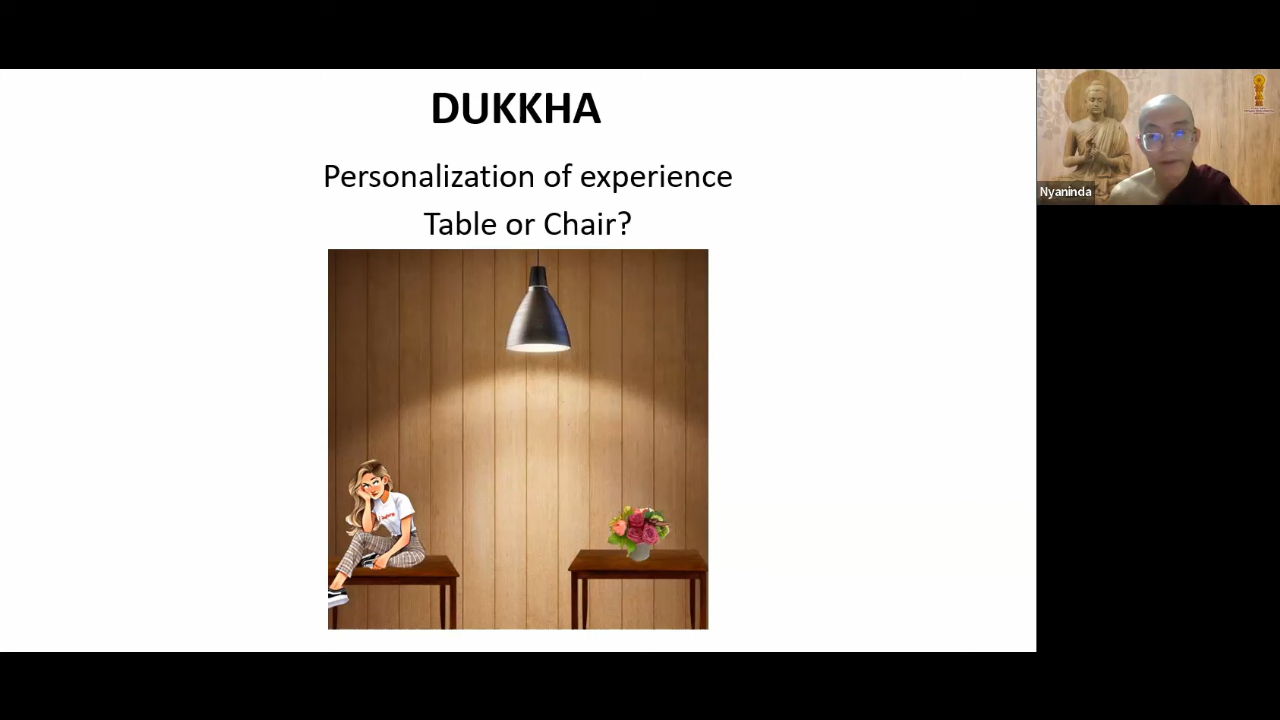 DUKKHA
Personalization of experience
Table or Chair?
Nyaninda